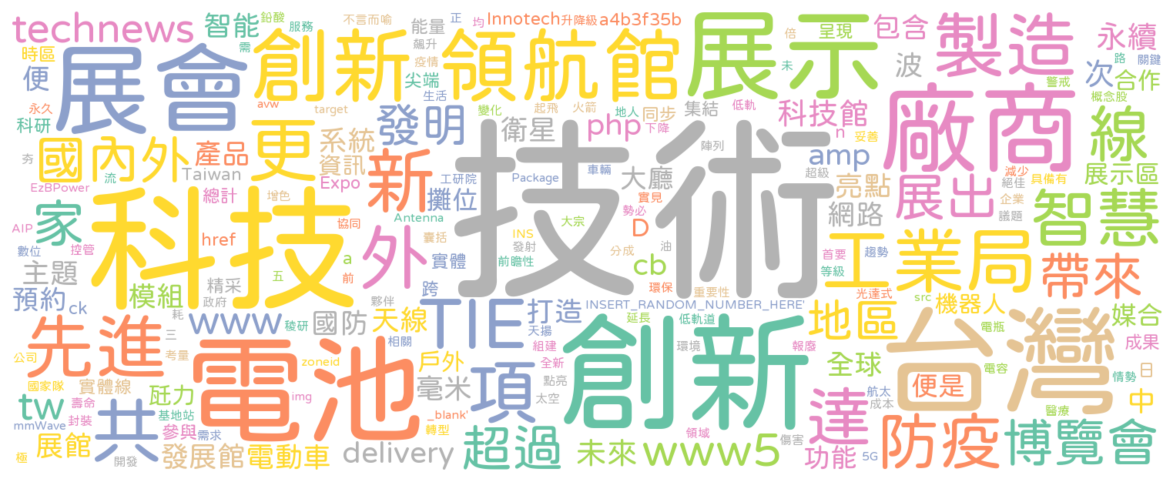 technews 智能 鉛酸 不言而喻 能量 正 均 Innotech 升降級 a4b3f35b 倍 呈現 包含 製造 永續
時區 便 展會 創新 領航館 展示 服務 需 飆升 疫情 尖端 未 波 次 合作 路 關鍵
永久 科研 avw target 生活 警戒 概念股
夯 國內外 產品 更 系統 資訊 發明 變化 起飛 火箭 地人 同步 集結 低軌 科技館 廠商 線
流 Taiwan 新 衛星 php 下降 n 妥善 陣列 amp 展示區
EzBPower 總計 Expo 增色 攤位 工研院 Package 車輛 大廳 實見 超級 亮點 展出 減少 絕佳 具備有 企業 議題
AIP 家 科技 協同 Antenna 技術 大宗 勢必 D 網路 智慧
數位 控管 href a 外 囊括 INS 發射 油 工業局
主題 五 前 實體 前瞻性 分成 cb 環保 首要 趨勢 等級 帶來
預約 ck 模組 精采 政府 夥伴 跨 重要性 光達式 src 機器人
耗 www 稜研 國防 天線 TIE 打造 INSERT_RANDOM_NUMBER_HERE' 地區 台灣 電瓶 媒合
先進 三 考量 相關 天擂 延長 低軌道 成果
公司 電池 zoneid 戶外 組建 創新 環境 報廢 全球 電容 日
國家隊 實體線 瓩力 img 毫米 全新 項 點亮 航太 成本 便是 情勢 中
tw 壽命 基地站 _blank' 太空 達 醫療
mmWave 封裝 共 參與 需求 轉型 領域 防疫 博覽會
展館 發展館 電動車 delivery 超過 未來 www5 傷害 功能 5G
極 開發